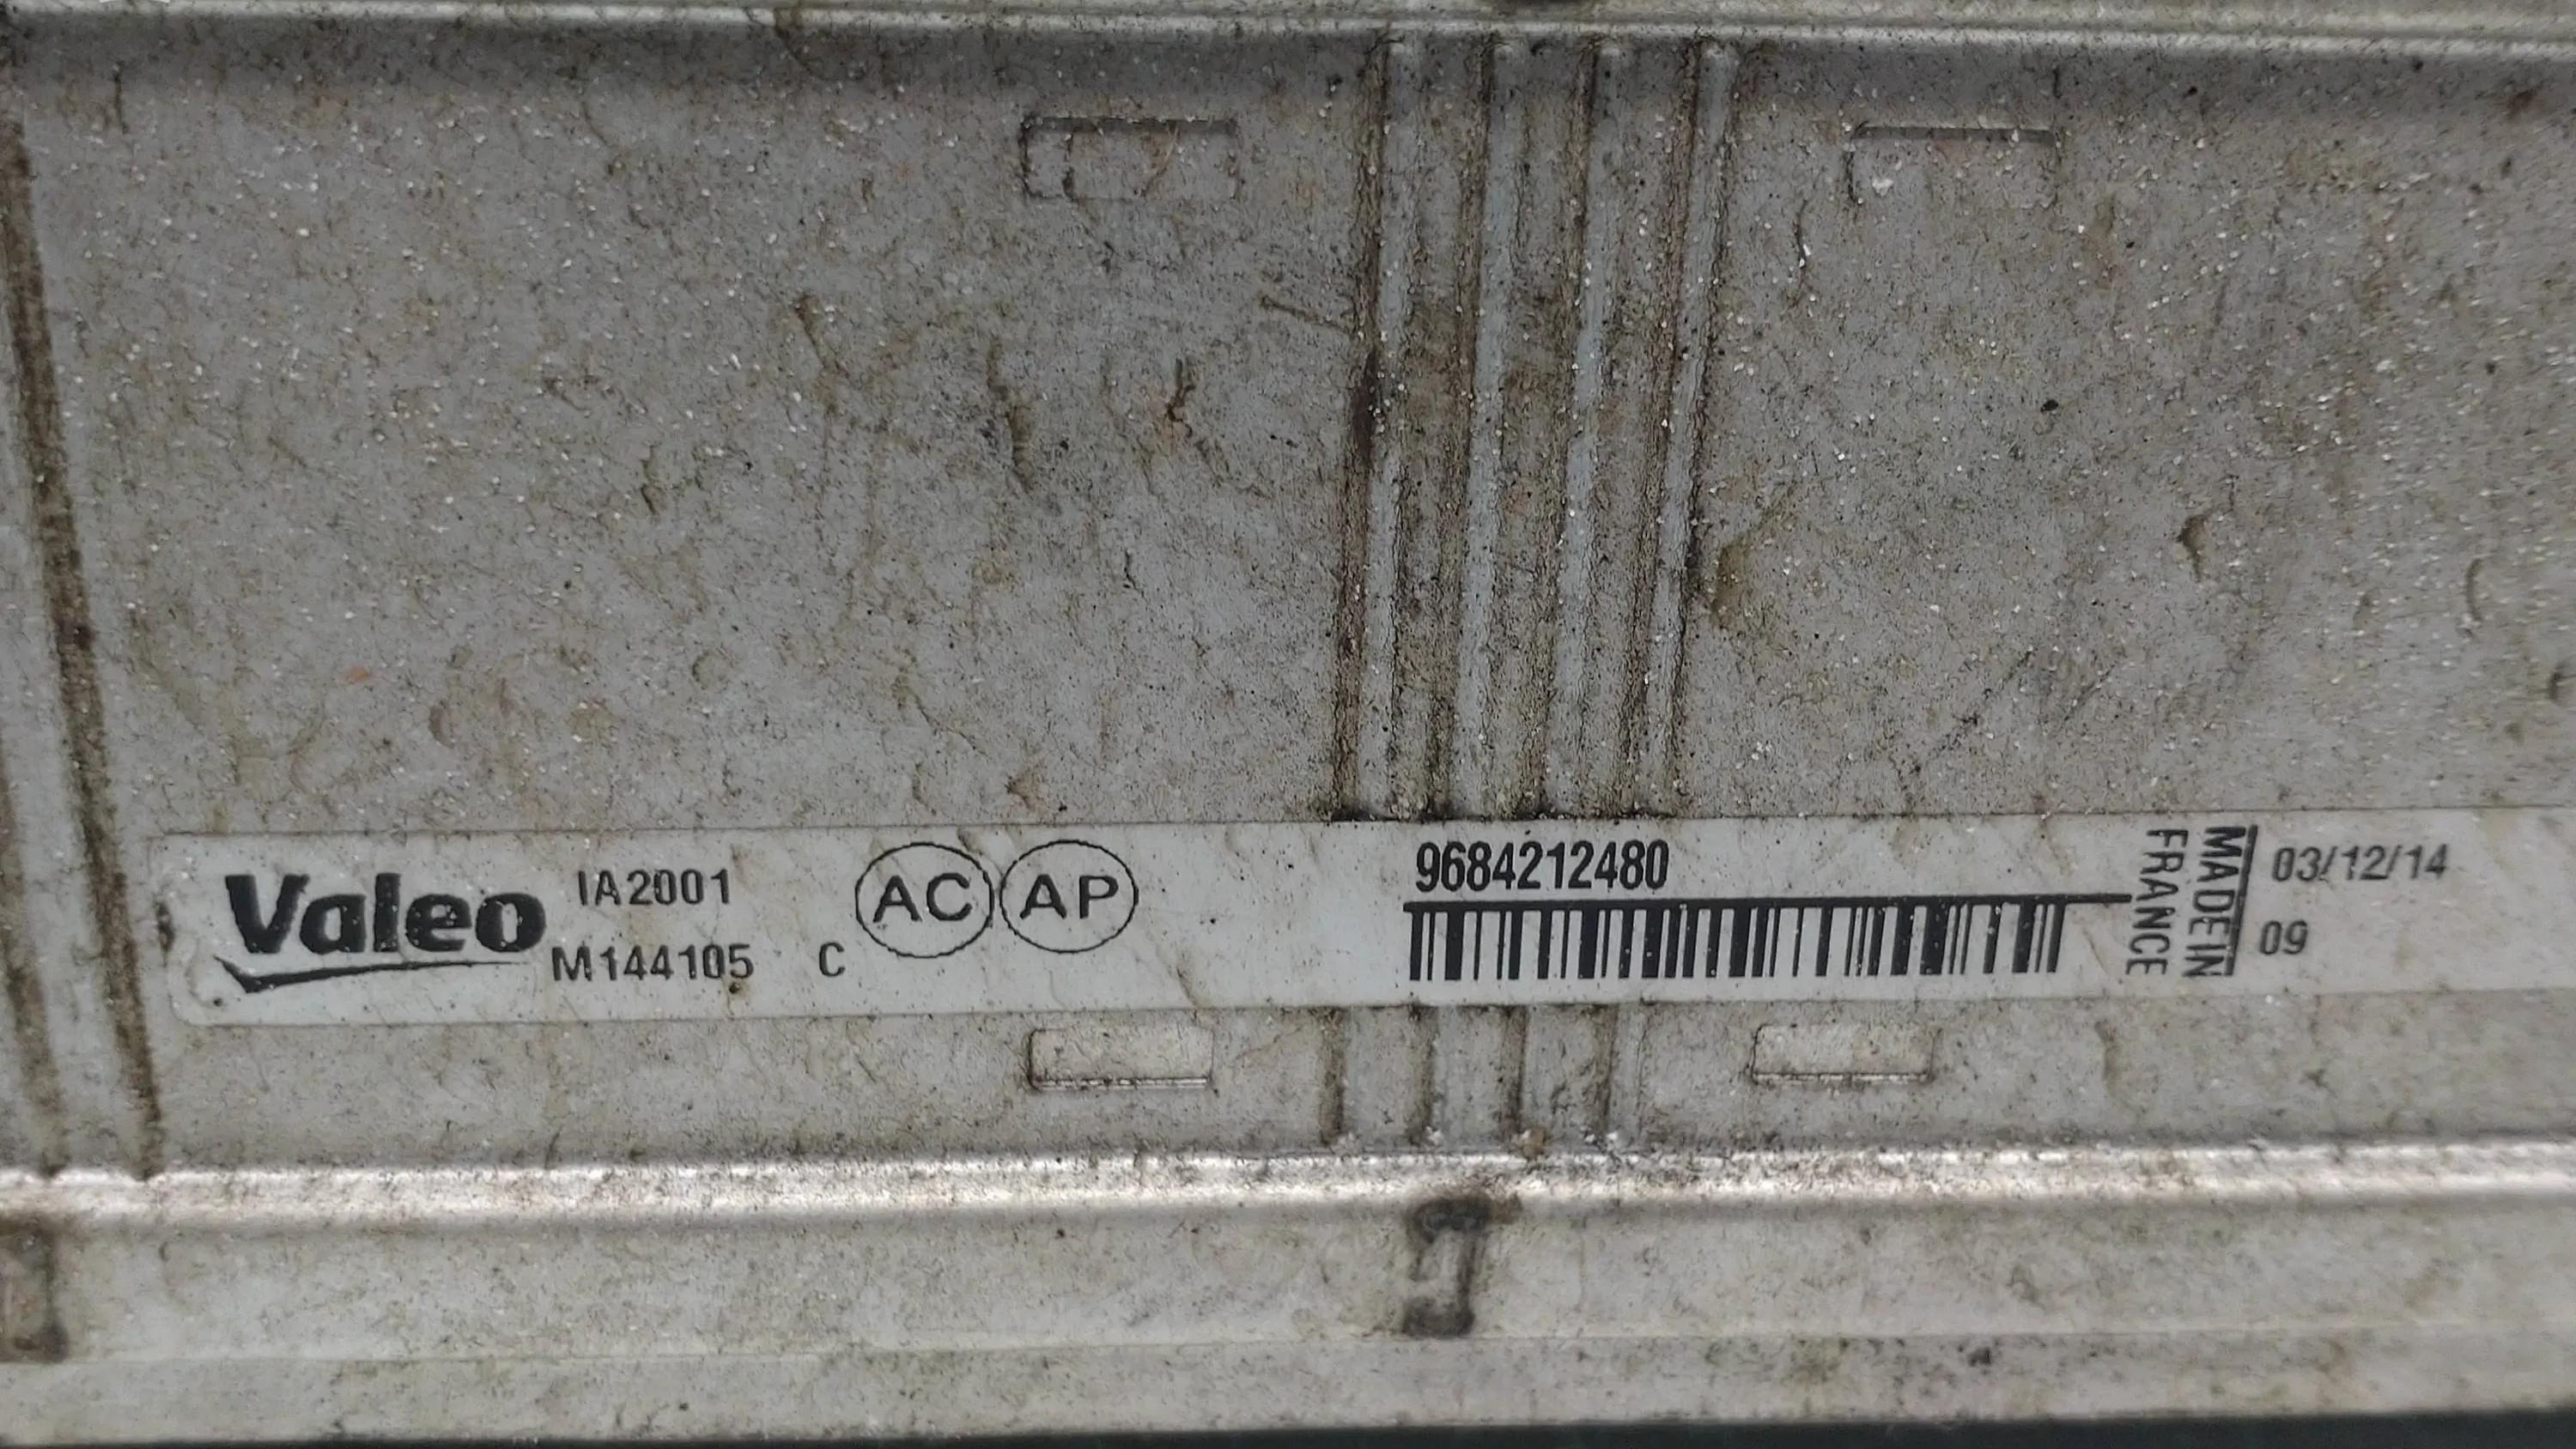 Valeo
IA2001
M144105 C
AC AP
9684212480
MADE IN
FRANCE
03/12/14
09